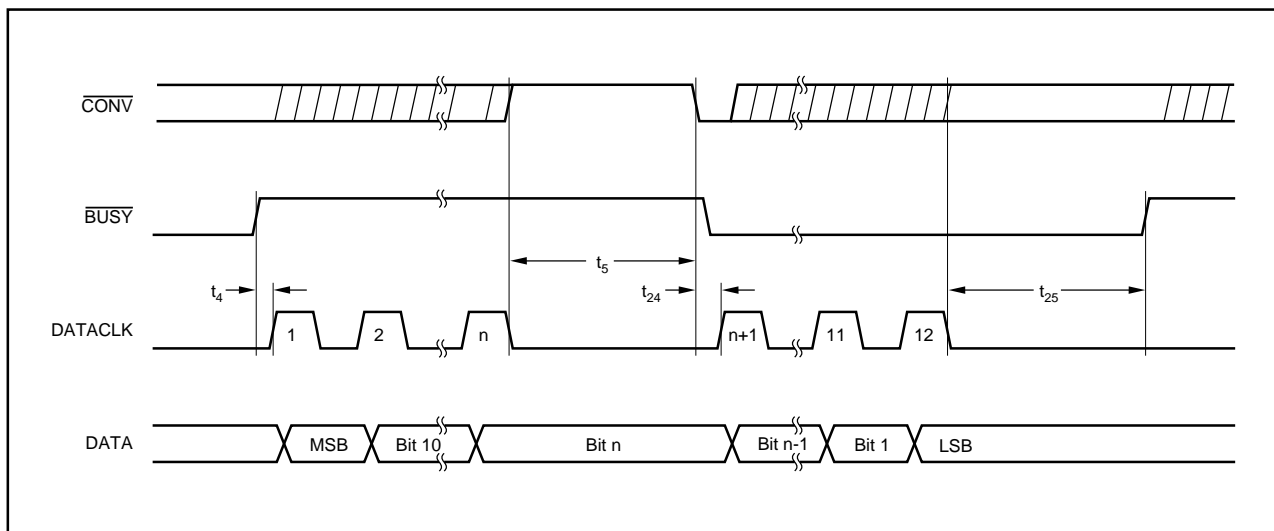 CONV
BUSY
t5
t4
t24
t25
DATACLK
1
2
n
n+1
11
12
DATA
MSB
Bit 10
Bit n
Bit n-1
Bit 1
LSB